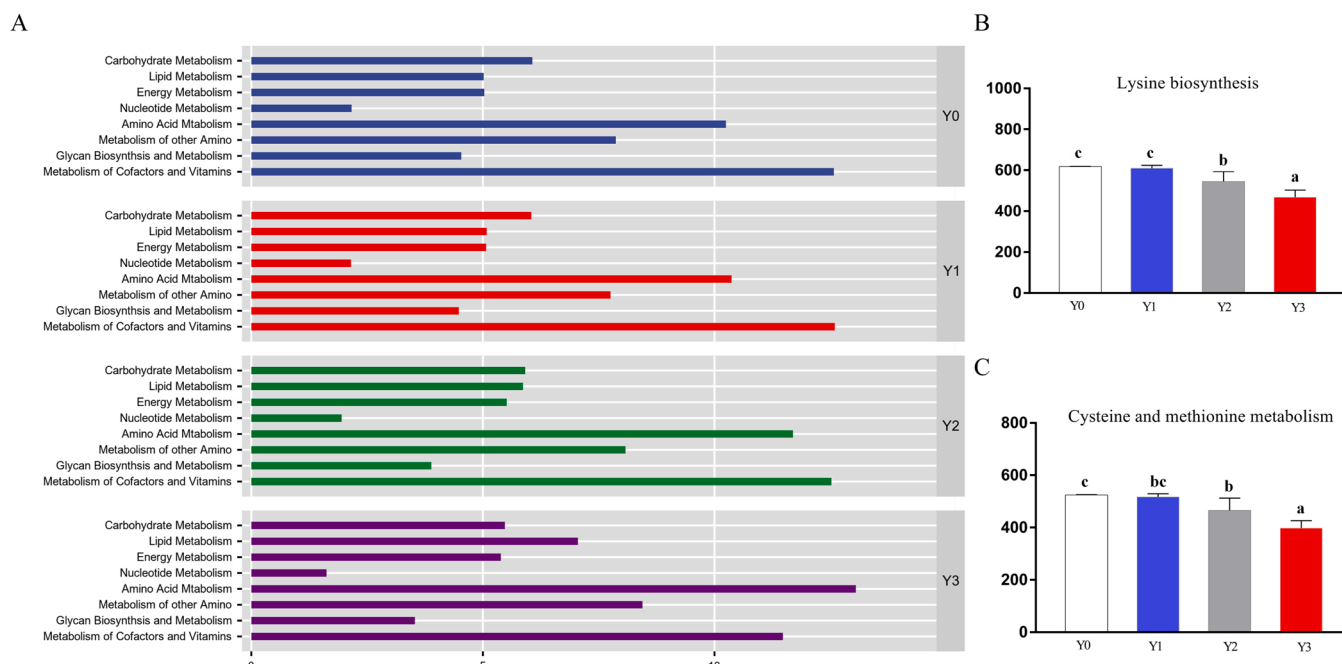 A
Carbohydrate Metabolism
Lipid Metabolism
Energy Metabolism
Nucleotide Metabolism
Amino Acid Mtabolism
Metabolism of other Amino
Glycan Biosynthsis and Metabolism
Metabolism of Cofactors and Vitamins
Y0
Carbohydrate Metabolism
Lipid Metabolism
Energy Metabolism
Nucleotide Metabolism
Amino Acid Mtabolism
Metabolism of other Amino
Glycan Biosynthsis and Metabolism
Metabolism of Cofactors and Vitamins
Y1
Carbohydrate Metabolism
Lipid Metabolism
Energy Metabolism
Nucleotide Metabolism
Amino Acid Mtabolism
Metabolism of other Amino
Glycan Biosynthsis and Metabolism
Metabolism of Cofactors and Vitamins
Y2
Carbohydrate Metabolism
Lipid Metabolism
Energy Metabolism
Nucleotide Metabolism
Amino Acid Mtabolism
Metabolism of other Amino
Glycan Biosynthsis and Metabolism
Metabolism of Cofactors and Vitamins
Y3
B
Lysine biosynthesis
1000
800
600
400
200
0
c c b a
Y0 Y1 Y2 Y3
C
Cysteine and methionine metabolism
800
600
400
200
0
c bc b a
Y0 Y1 Y2 Y3